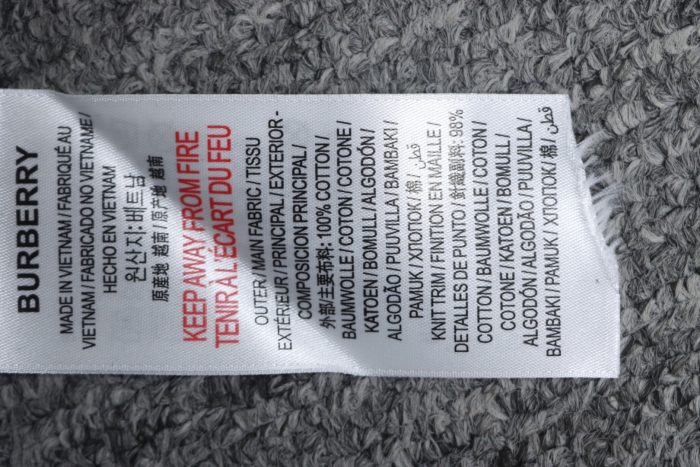 BURBERRY
MADE IN VIETNAM / FABRIQUÉ AU
VIETNAM / FABRICADO NO VIETNAME /
HECHO EN VIETNAM
원산지: 베트남
原産地 越南 / 原产地 越南
KEEP AWAY FROM FIRE
TENIR À L'ÉCART DU FEU
OUTER / MAIN FABRIC / TISSU
EXTÉRIEUR / PRINCIPAL / EXTERIOR -
COMPOSICION PRINCIPAL /
外部主要布料: 100% COTTON /
BAUMWOLLE / COTON / COTONE /
KATOEN / BOMULL / ALGODÓN /
ALGODÃO / PUUVILLA / BAMBAKI /
PAMUK / ХЛОПОК / 棉 / قطن
KNIT TRIM / FINITION EN MAILLE /
DETALLES DE PUNTO / 針織副料: 98%
COTTON / BAUMWOLLE / COTON /
COTONE / KATOEN / BOMULL /
ALGODÓN / ALGODÃO / PUUVILLA /
BAMBAKI / PAMUK / ХЛОПОК / 棉 / قطن